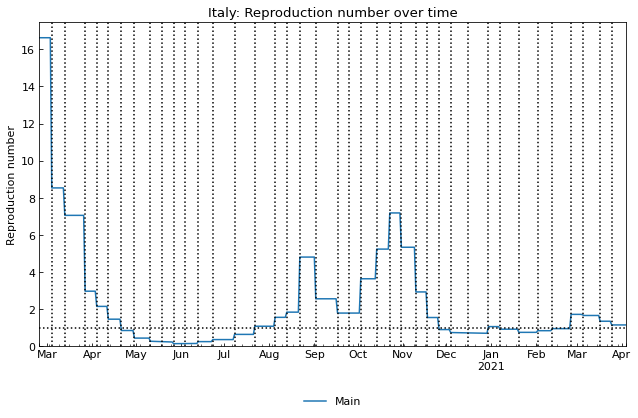 Italy: Reproduction number over time
Reproduction number
16
14
12
10
8
6
4
2
0
Mar Apr May Jun Jul Aug Sep Oct Nov Dec Jan Feb Mar Apr
2021
Main